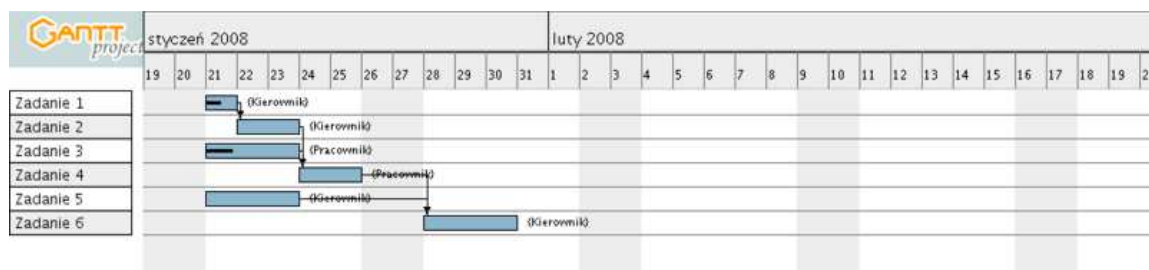 GANTT
project
styczeń 2008 luty 2008
19 20 21 22 23 24 25 26 27 28 29 30 31 1 2 3 4 5 6 7 8 9 10 11 12 13 14 15 16 17 18 19 2
Zadanie 1 (Kierownik)
Zadanie 2 (Kierownik)
Zadanie 3 (Pracownik)
Zadanie 4 (Pracownik)
Zadanie 5 (Kierownik)
Zadanie 6 (Kierownik)